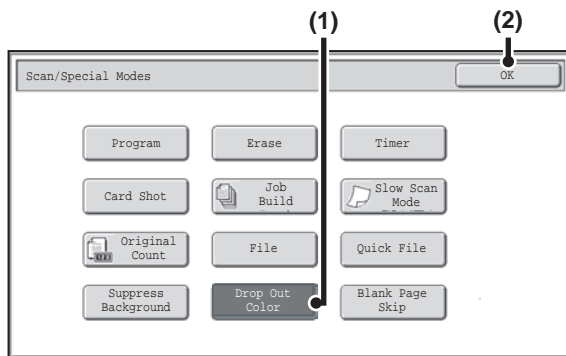 (1) (2)
Scan/Special Modes OK
Program Erase Timer
Card Shot Job Build Slow Scan Mode
Original Count File Quick File
Suppress Background Drop Out Color Blank Page Skip